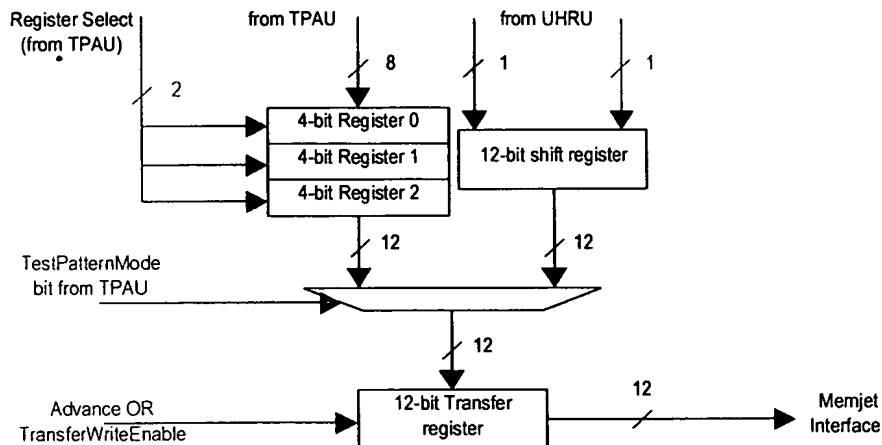 Register Select
(from TPAU)
from TPAU
from UHRU
2
8
1
1
4-bit Register 0
4-bit Register 1
4-bit Register 2
12-bit shift register
12
12
TestPatternMode
bit from TPAU
12
Advance OR
TransferWriteEnable
12-bit Transfer
register
12
Memjet
Interface